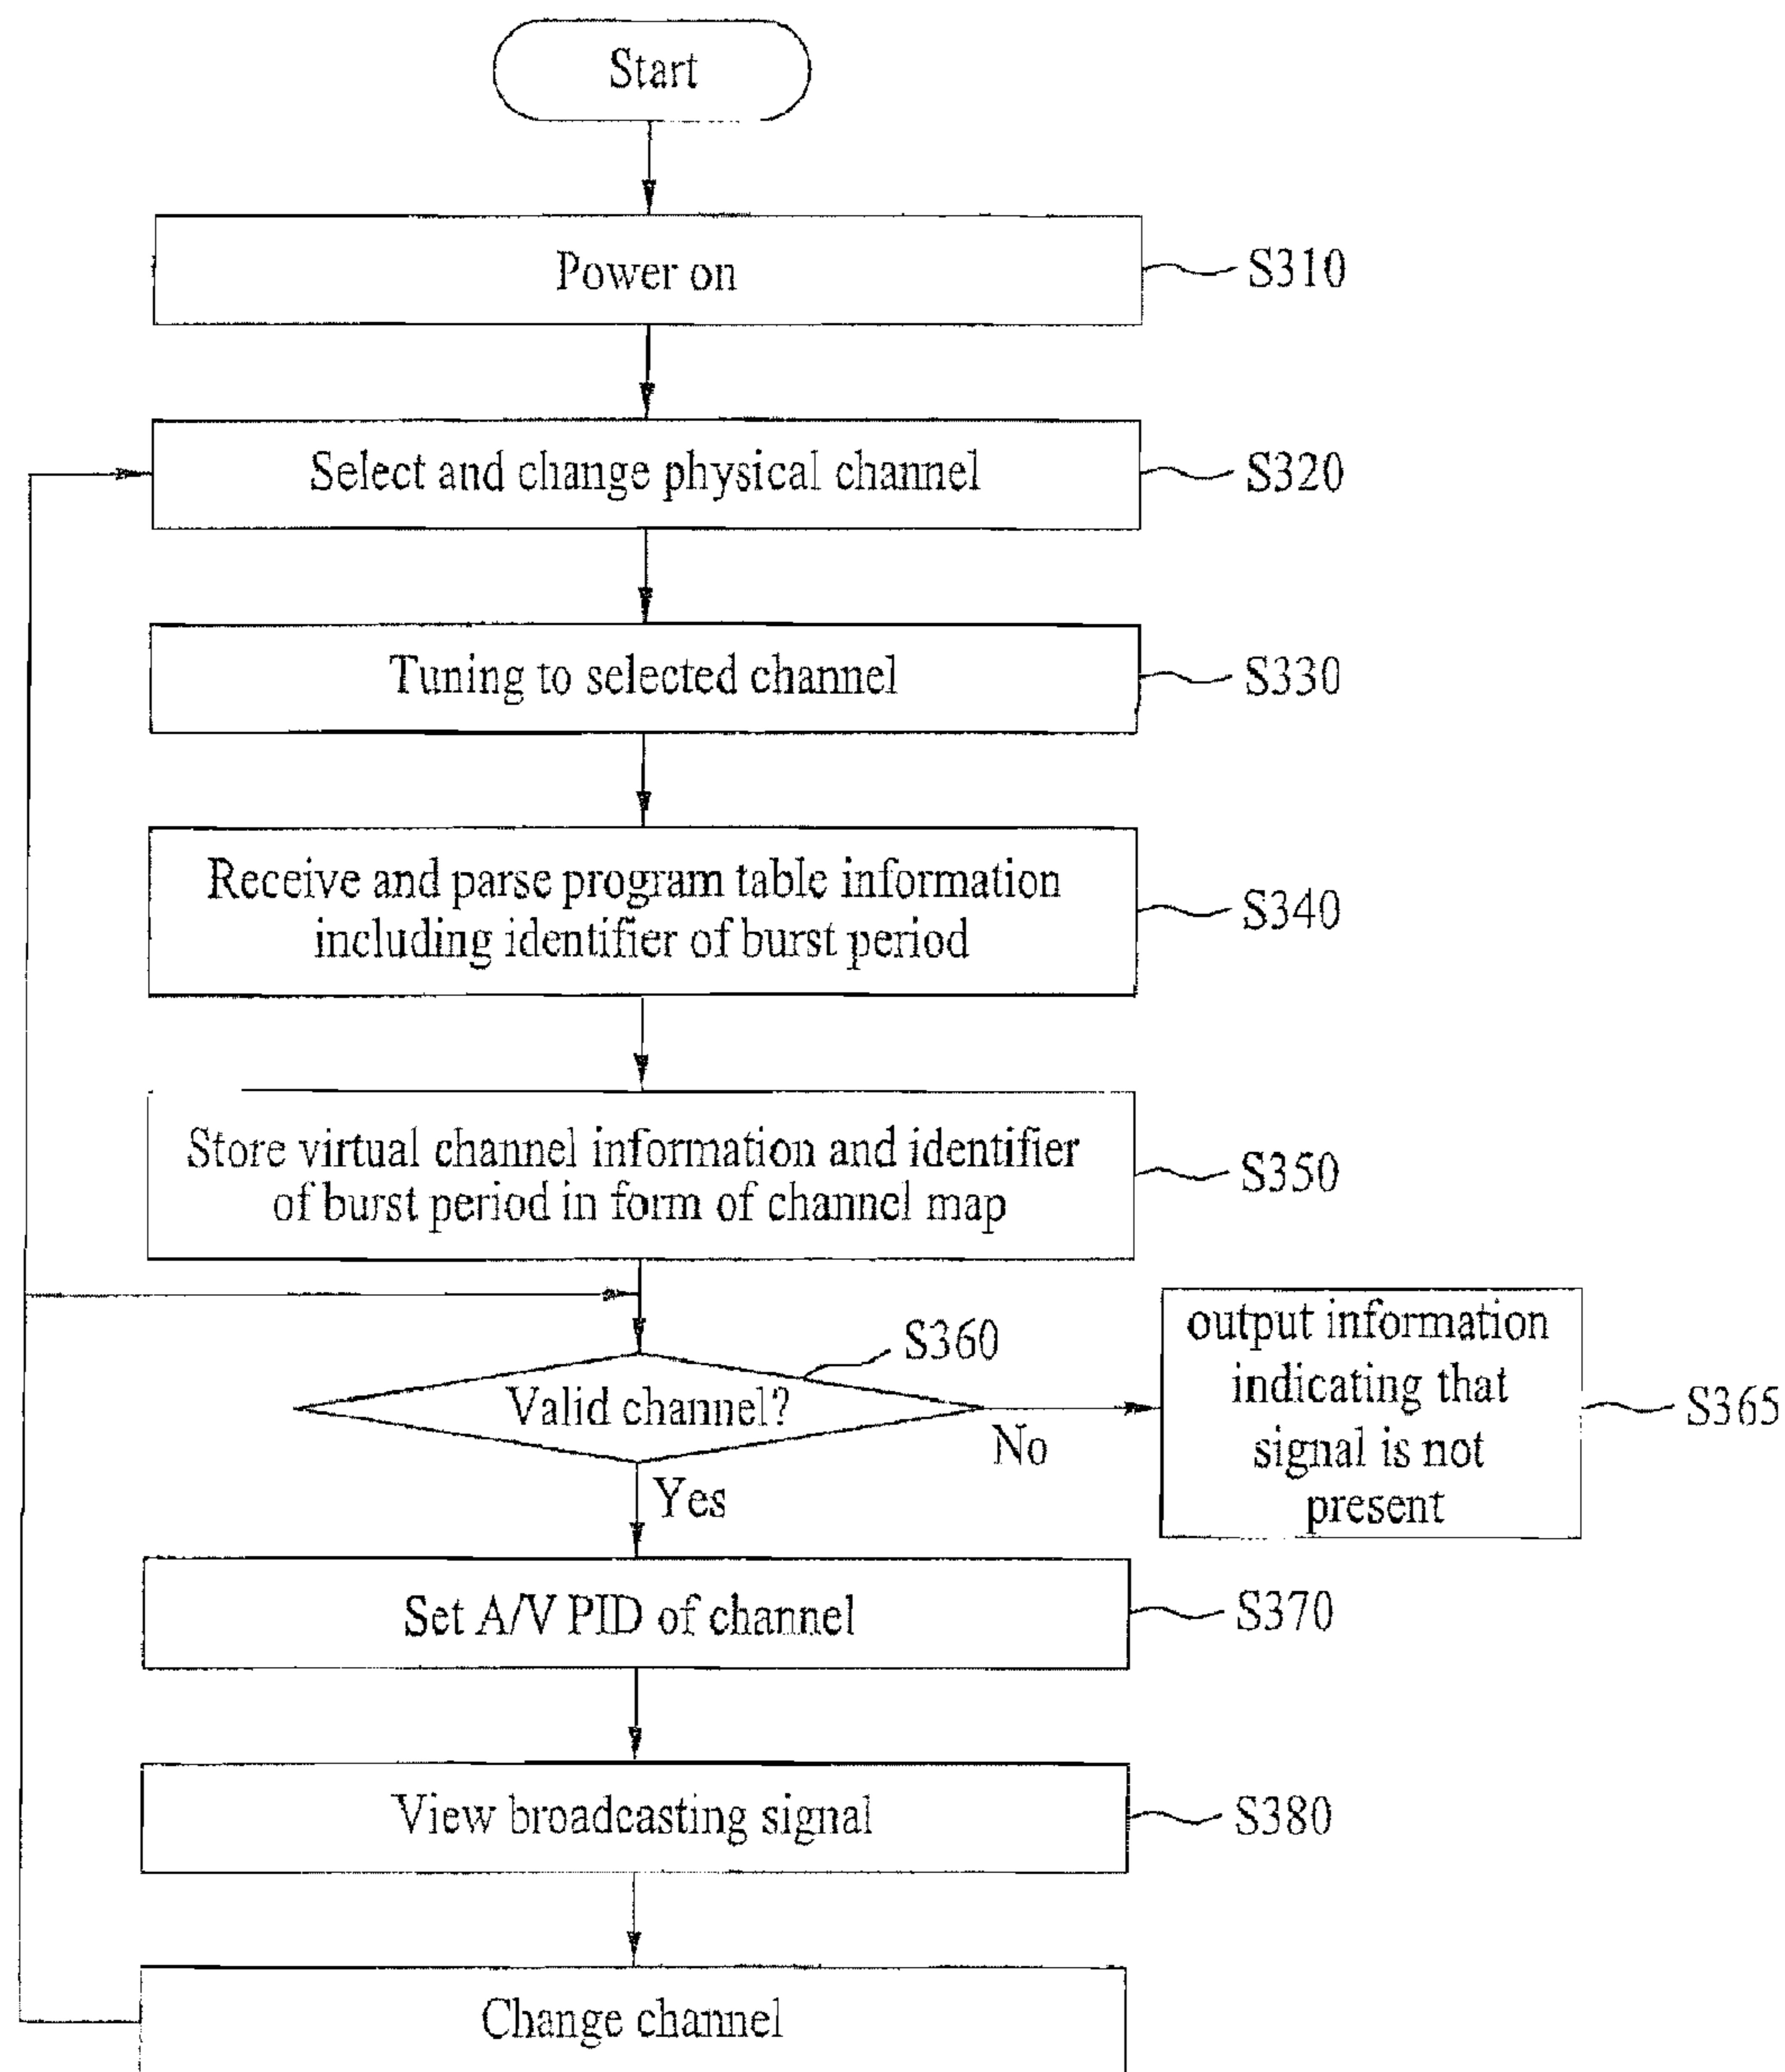 Start
Power on
S310
Select and change physical channel
S320
Tuning to selected channel
S330
Receive and parse program table information
including identifier of burst period
S340
Store virtual channel information and identifier
of burst period in form of channel map
S350
S360
Valid channel?
No
Yes
output information
indicating that
signal is not
present
S365
Set A/V PID of channel
S370
View broadcasting signal
S380
Change channel